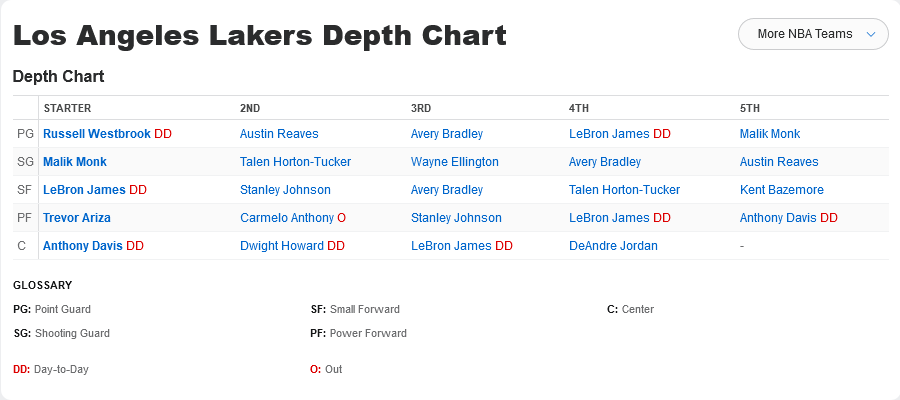 Los Angeles Lakers Depth Chart
More NBA Teams
Depth Chart
STARTER 2ND 3RD 4TH 5TH
PG Russell Westbrook DD Austin Reaves Avery Bradley LeBron James DD Malik Monk
SG Malik Monk Talen Horton-Tucker Wayne Ellington Avery Bradley Austin Reaves
SF LeBron James DD Stanley Johnson Avery Bradley Talen Horton-Tucker Kent Bazemore
PF Trevor Ariza Carmelo Anthony O Stanley Johnson LeBron James DD Anthony Davis DD
C Anthony Davis DD Dwight Howard DD LeBron James DD DeAndre Jordan -
GLOSSARY
PG: Point Guard SF: Small Forward C: Center
SG: Shooting Guard PF: Power Forward
DD: Day-to-Day O: Out